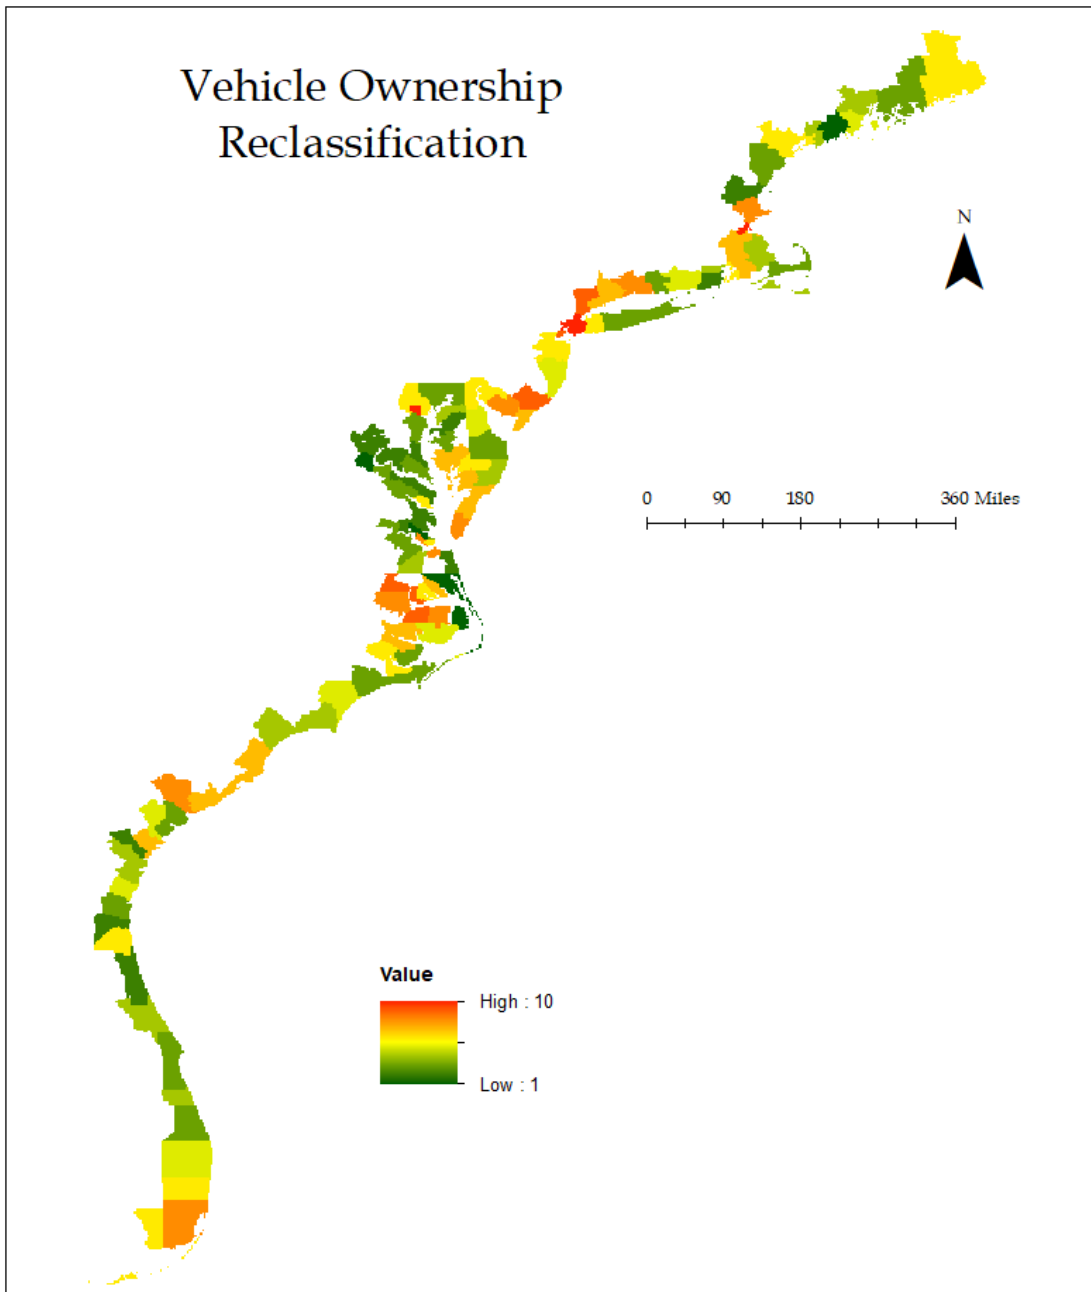 Vehicle Ownership
Reclassification
N
0 90 180 360 Miles
Value
High : 10
Low : 1